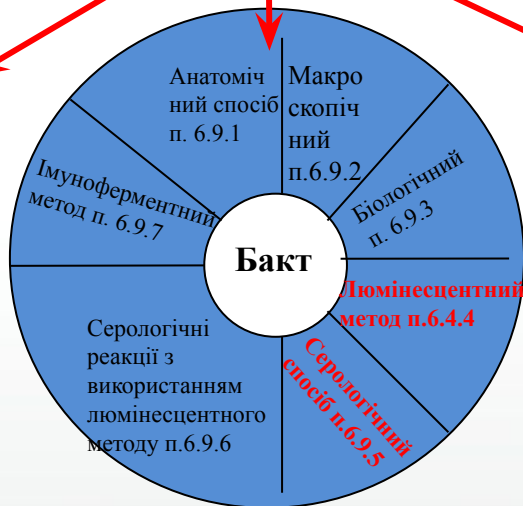 Анатоміч
ний спосіб
п. 6.9.1
Макро
скопіч
ний
п.6.9.2
Біологічний
п. 6.9.3
Люмінесцентний
метод п.6.4.4
Серологічний
спосіб п.6.9.5
Серологічні
реакції з
використанням
люмінесцентного
методу п.6.9.6
Імуноферментний
метод п. 6.9.7
Бакт